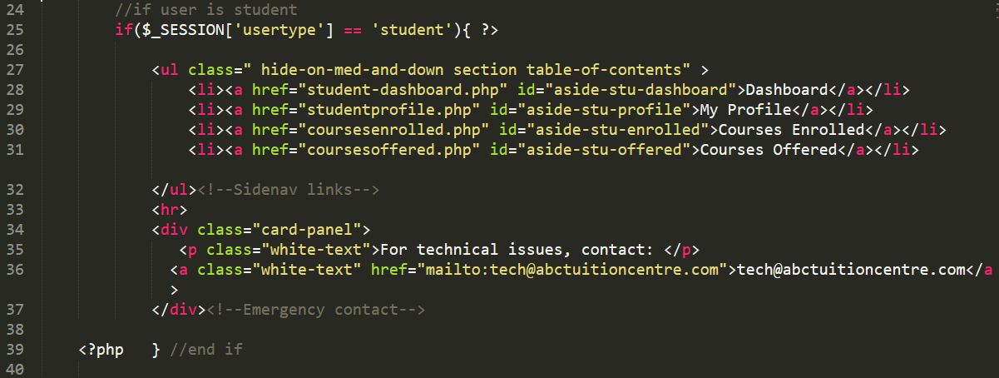 24 //if user is student
25 if($_SESSION['usertype'] == 'student'){ ?>
26
27 <ul class=" hide-on-med-and-down section table-of-contents" >
28 <li><a href="student-dashboard.php" id="aside-stu-dashboard">Dashboard</a></li>
29 <li><a href="studentprofile.php" id="aside-stu-profile">My Profile</a></li>
30 <li><a href="coursesenrolled.php" id="aside-stu-enrolled">Courses Enrolled</a></li>
31 <li><a href="coursesoffered.php" id="aside-stu-offered">Courses Offered</a></li>
32 </ul><!--Sidenav links-->
33 <hr>
34 <div class="card-panel">
35 <p class="white-text">For technical issues, contact: </p>
36 <a class="white-text" href="mailto:tech@abctuitioncentre.com">tech@abctuitioncentre.com</a
>
37 </div><!--Emergency contact-->
38
39 <?php } //end if
40